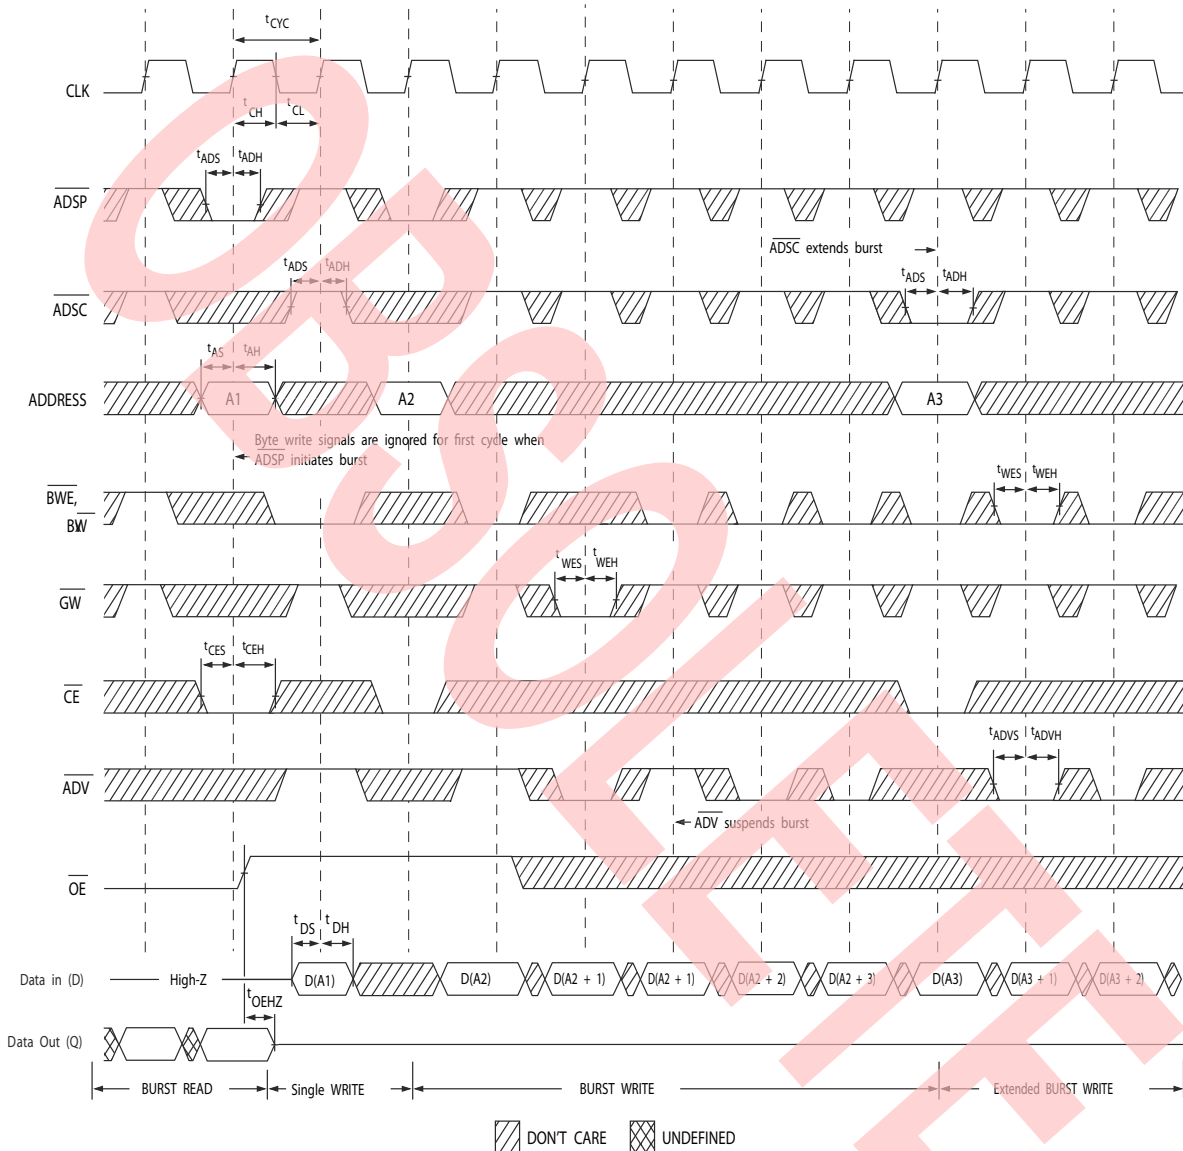 tCYC
CLK
tCH tCL
tADS tADH
ADSP
ADSC extends burst
tADS tADH
tADS tADH
ADSC
tAS tAH
ADDRESS A1 A2 A3
Byte write signals are ignored for first cycle when
ADSP initiates burst
tWES tWEH
BWE,
tWES tWEH
GW
tCES tCEH
CE
tADVS tADVH
ADV
ADV suspends burst
OE
tDS tDH
Data in (D) High-Z D(A1) D(A2) D(A2 + 1) D(A2 + 1) D(A2 + 2) D(A2 + 3) D(A3) D(A3 + 1) D(A3 + 2)
tOEHZ
Data Out (Q)
BURST READ Single WRITE BURST WRITE Extended BURST WRITE
DON'T CARE UNDEFINED
OBSOLETE